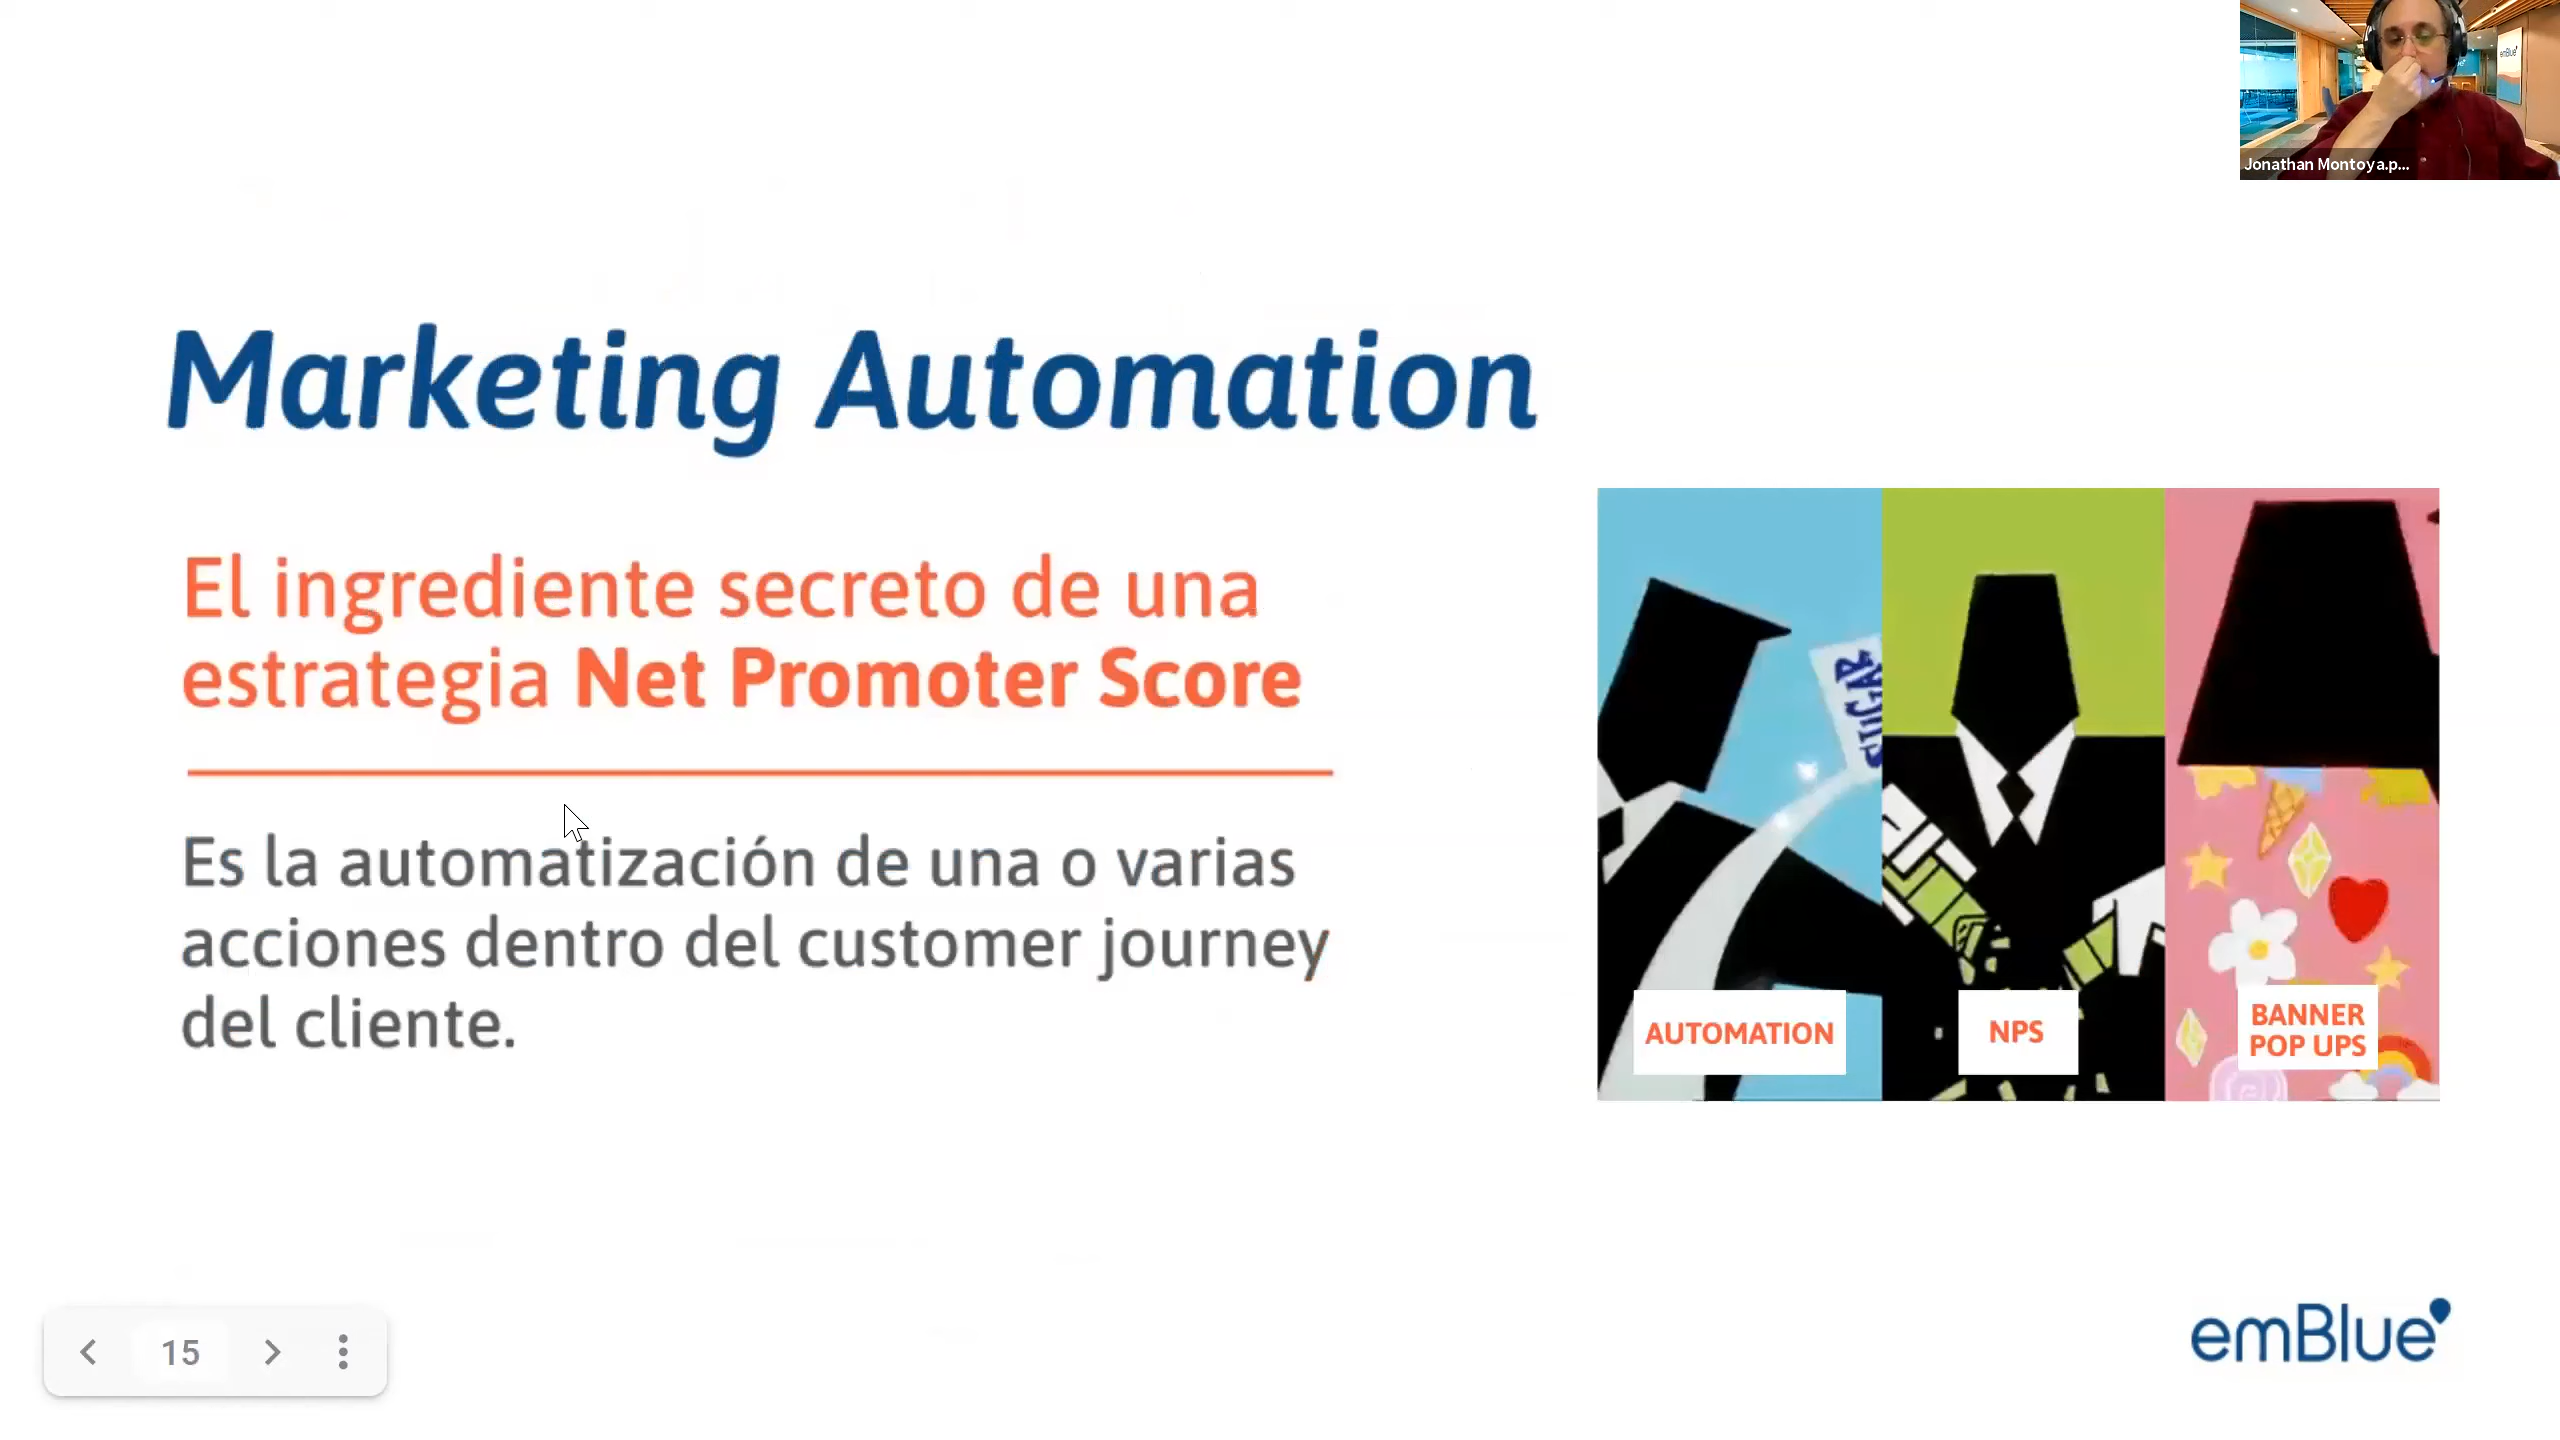 emBlue
Jonathan Montoya.p...
Marketing Automation
El ingrediente secreto de una
estrategia Net Promoter Score
Es la automatización de una o varias
acciones dentro del customer journey
del cliente.
SUGAR
AUTOMATION
NPS
BANNER
POP UPS
15
emBlue